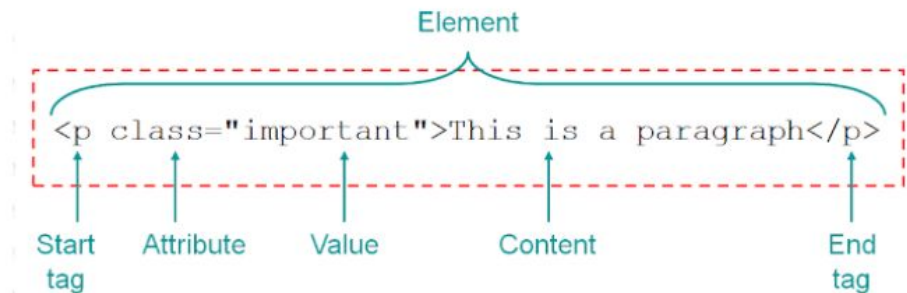 Element
<p class="important">This is a paragraph</p>
Start tag
Attribute
Value
Content
End tag